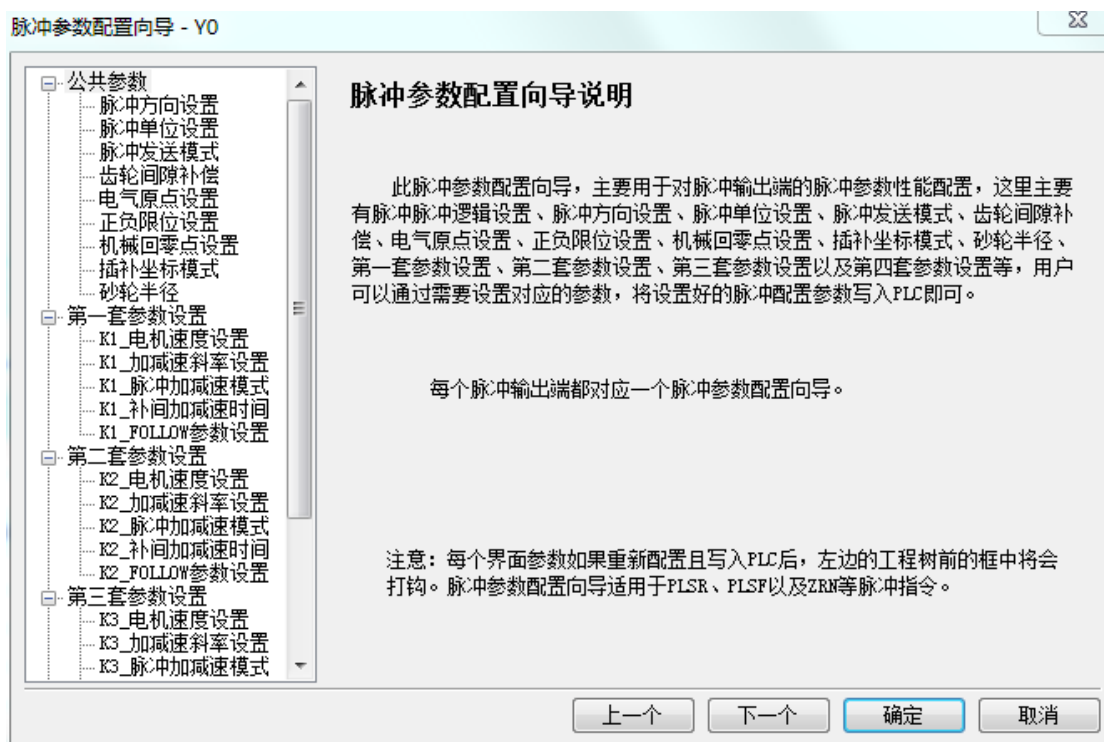 脉冲参数配置向导 - Y0
公共参数
脉冲方向设置
脉冲单位设置
脉冲发送模式
齿轮间隙补偿
电气原点设置
正负限位设置
机械回零点设置
插补坐标模式
砂轮半径
第一套参数设置
K1_电机速度设置
K1_加减速斜率设置
K1_脉冲加减速模式
K1_补间加减速时间
K1_FOLLOW参数设置
第二套参数设置
K2_电机速度设置
K2_加减速斜率设置
K2_脉冲加减速模式
K2_补间加减速时间
K2_FOLLOW参数设置
第三套参数设置
K3_电机速度设置
K3_加减速斜率设置
K3_脉冲加减速模式
脉冲参数配置向导说明
此脉冲参数配置向导，主要用于对脉冲输出端的脉冲参数性能配置，这里主要
有脉冲脉冲逻辑设置、脉冲方向设置、脉冲单位设置、脉冲发送模式、齿轮间隙补
偿、电气原点设置、正负限位设置、机械回零点设置、插补坐标模式、砂轮半径、
第一套参数设置、第二套参数设置、第三套参数设置以及第四套参数设置等，用户
可以通过需要设置对应的参数，将设置好的脉冲配置参数写入PLC即可。
每个脉冲输出端都对应一个脉冲参数配置向导。
注意：每个界面参数如果重新配置且写入PLC后，左边的工程树前的框中将会
打钩。脉冲参数配置向导适用于PLSR、PLSF以及ZRN等脉冲指令。
上一个
下一个
确定
取消